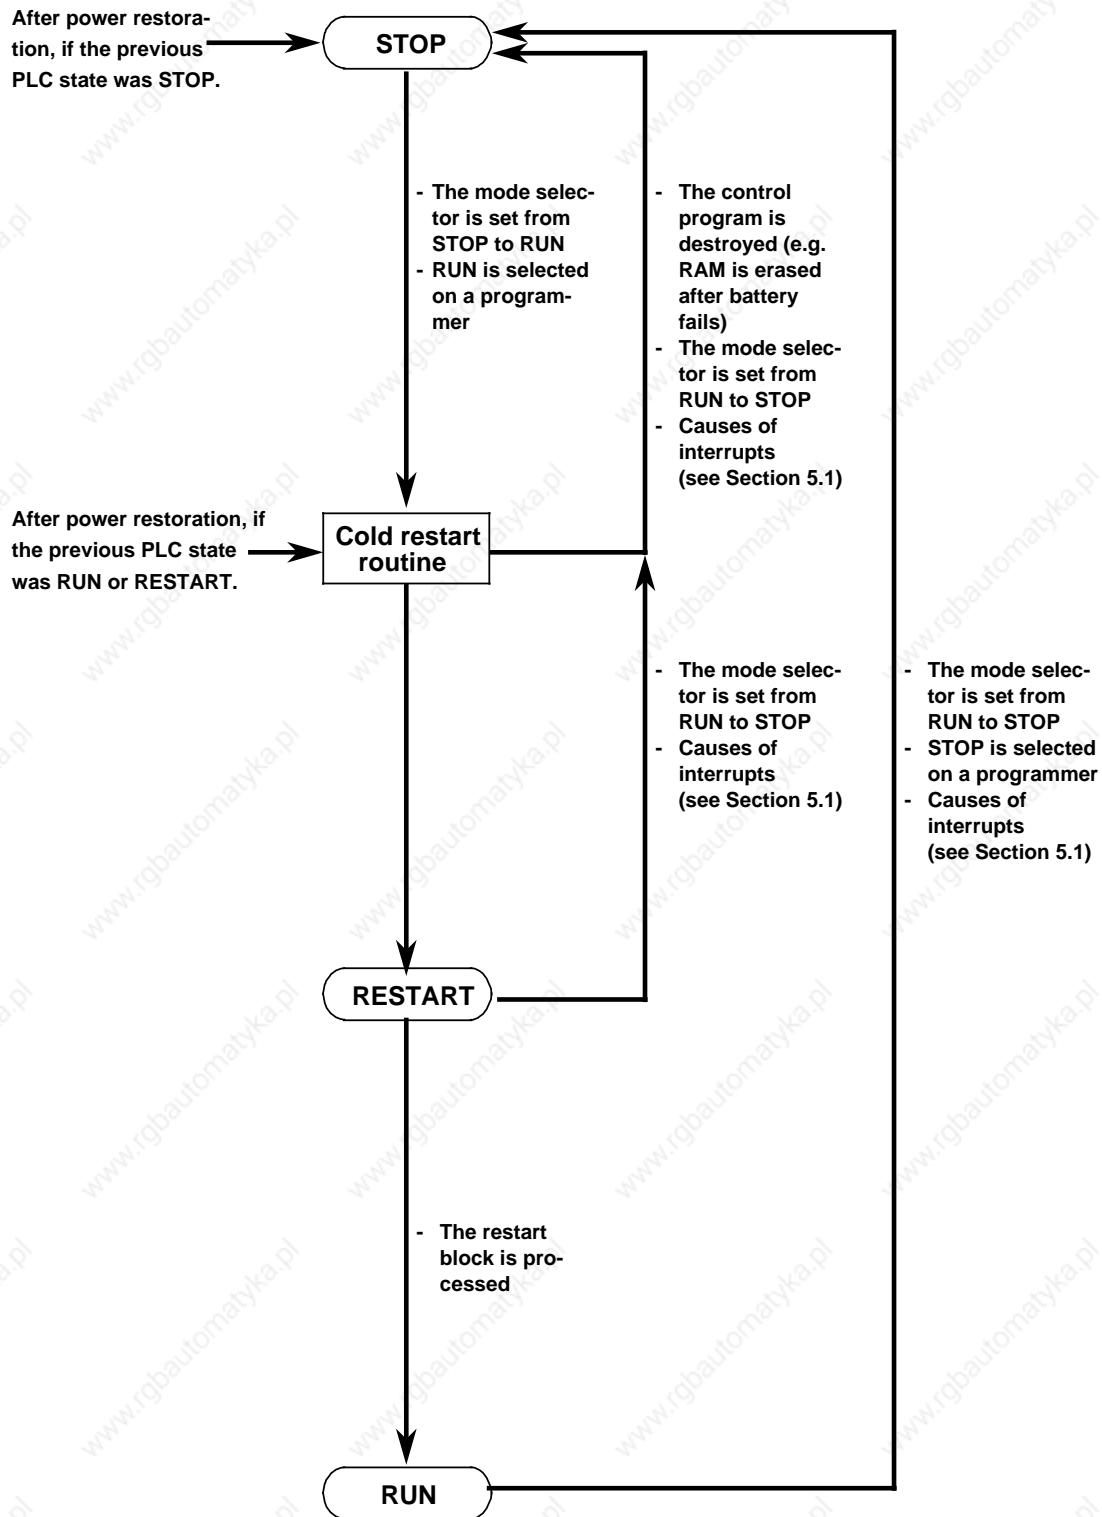 After power restora-
tion, if the previous
PLC state was STOP.
STOP
- The mode selec-
tor is set from
STOP to RUN
- RUN is selected
on a program-
mer
- The control
program is
destroyed (e.g.
RAM is erased
after battery
fails)
- The mode selec-
tor is set from
RUN to STOP
- Causes of
interrupts
(see Section 5.1)
After power restoration, if
the previous PLC state
was RUN or RESTART.
Cold restart
routine
- The mode selec-
tor is set from
RUN to STOP
- Causes of
interrupts
(see Section 5.1)
- The mode selec-
tor is set from
RUN to STOP
- STOP is selected
on a programmer
- Causes of
interrupts
(see Section 5.1)
RESTART
- The restart
block is pro-
cessed
RUN
www.rgbautomatyka.pl